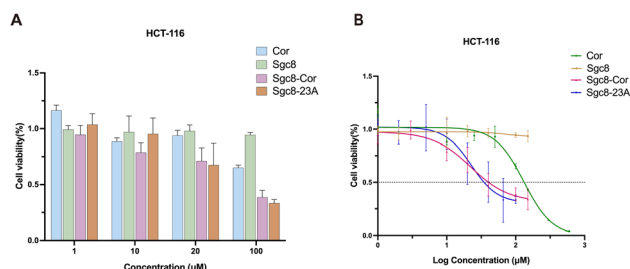 A
HCT-116
Cor
Sgc8
Sgc8-Cor
Sgc8-23A
Cell viability(%)
1.5
1.0
0.5
0.0
1
10
20
100
Concentration (μM)
B
HCT-116
Cor
Sgc8
Sgc8-Cor
Sgc8-23A
Cell viability(%)
1.5
1.0
0.5
0.0
0
1
2
3
Log Concentration (μM)